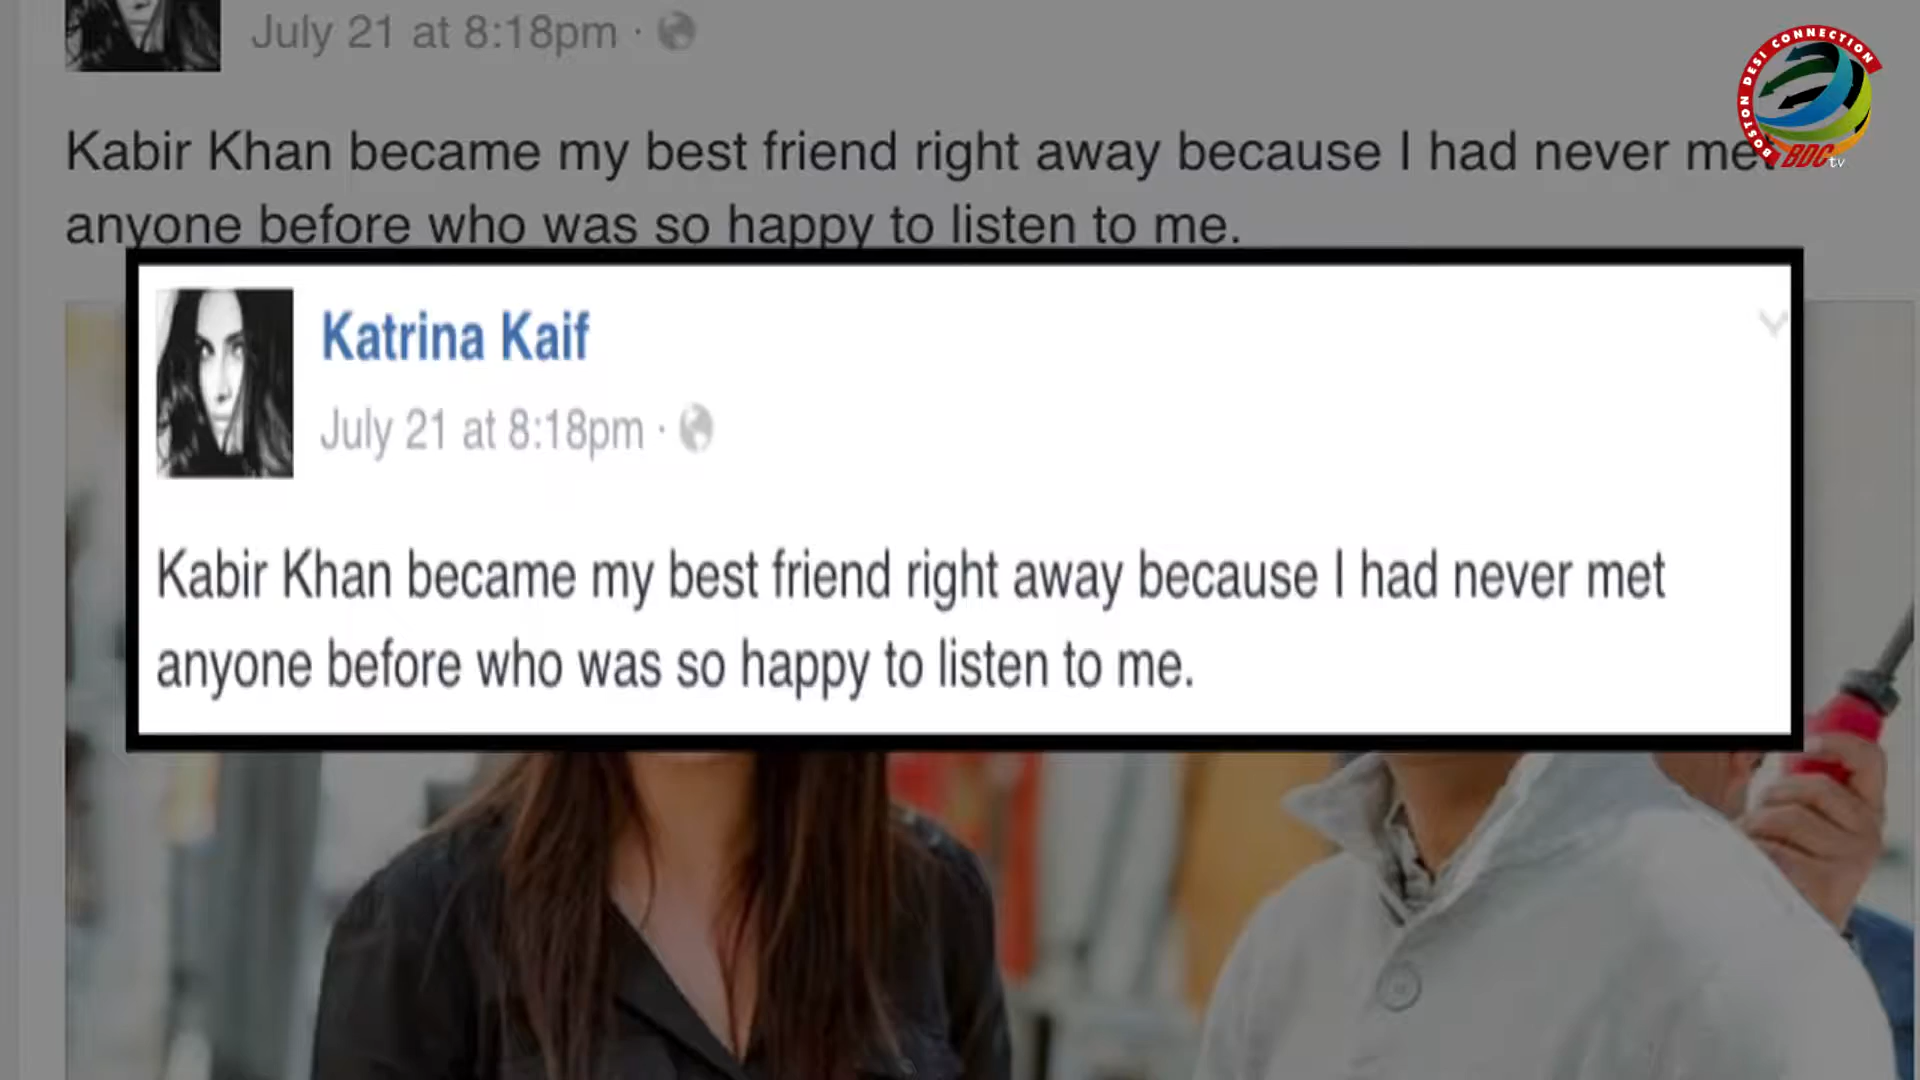 July 21 at 8:18pm ·
BOSTON DESI CONNECTION
BDC tv
Kabir Khan became my best friend right away because I had never met
anyone before who was so happy to listen to me.
Katrina Kaif
July 21 at 8:18pm ·
Kabir Khan became my best friend right away because I had never met
anyone before who was so happy to listen to me.